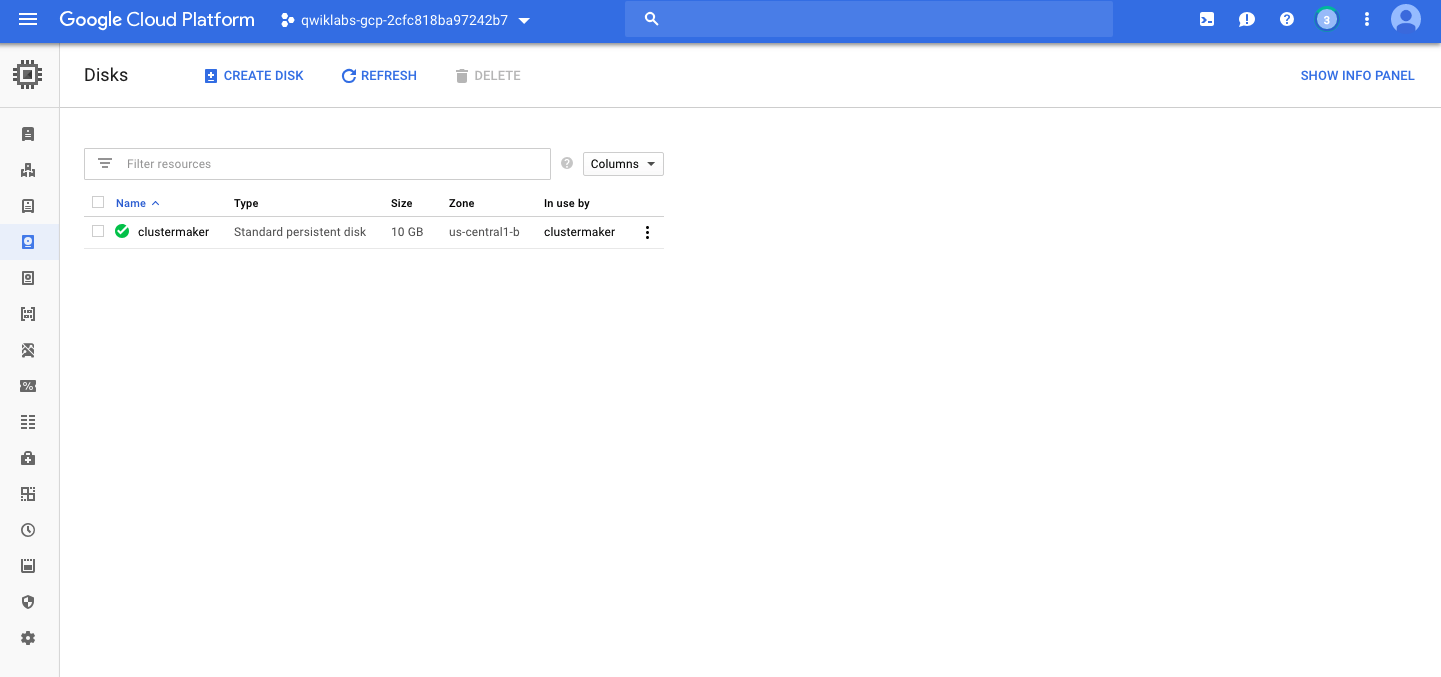 Google Cloud Platform qwiklabs-gcp-2cfc818ba97242b7 3
Disks CREATE DISK REFRESH DELETE SHOW INFO PANEL
Filter resources ? Columns
Name Type Size Zone In use by
clustermaker Standard persistent disk 10 GB us-central1-b clustermaker